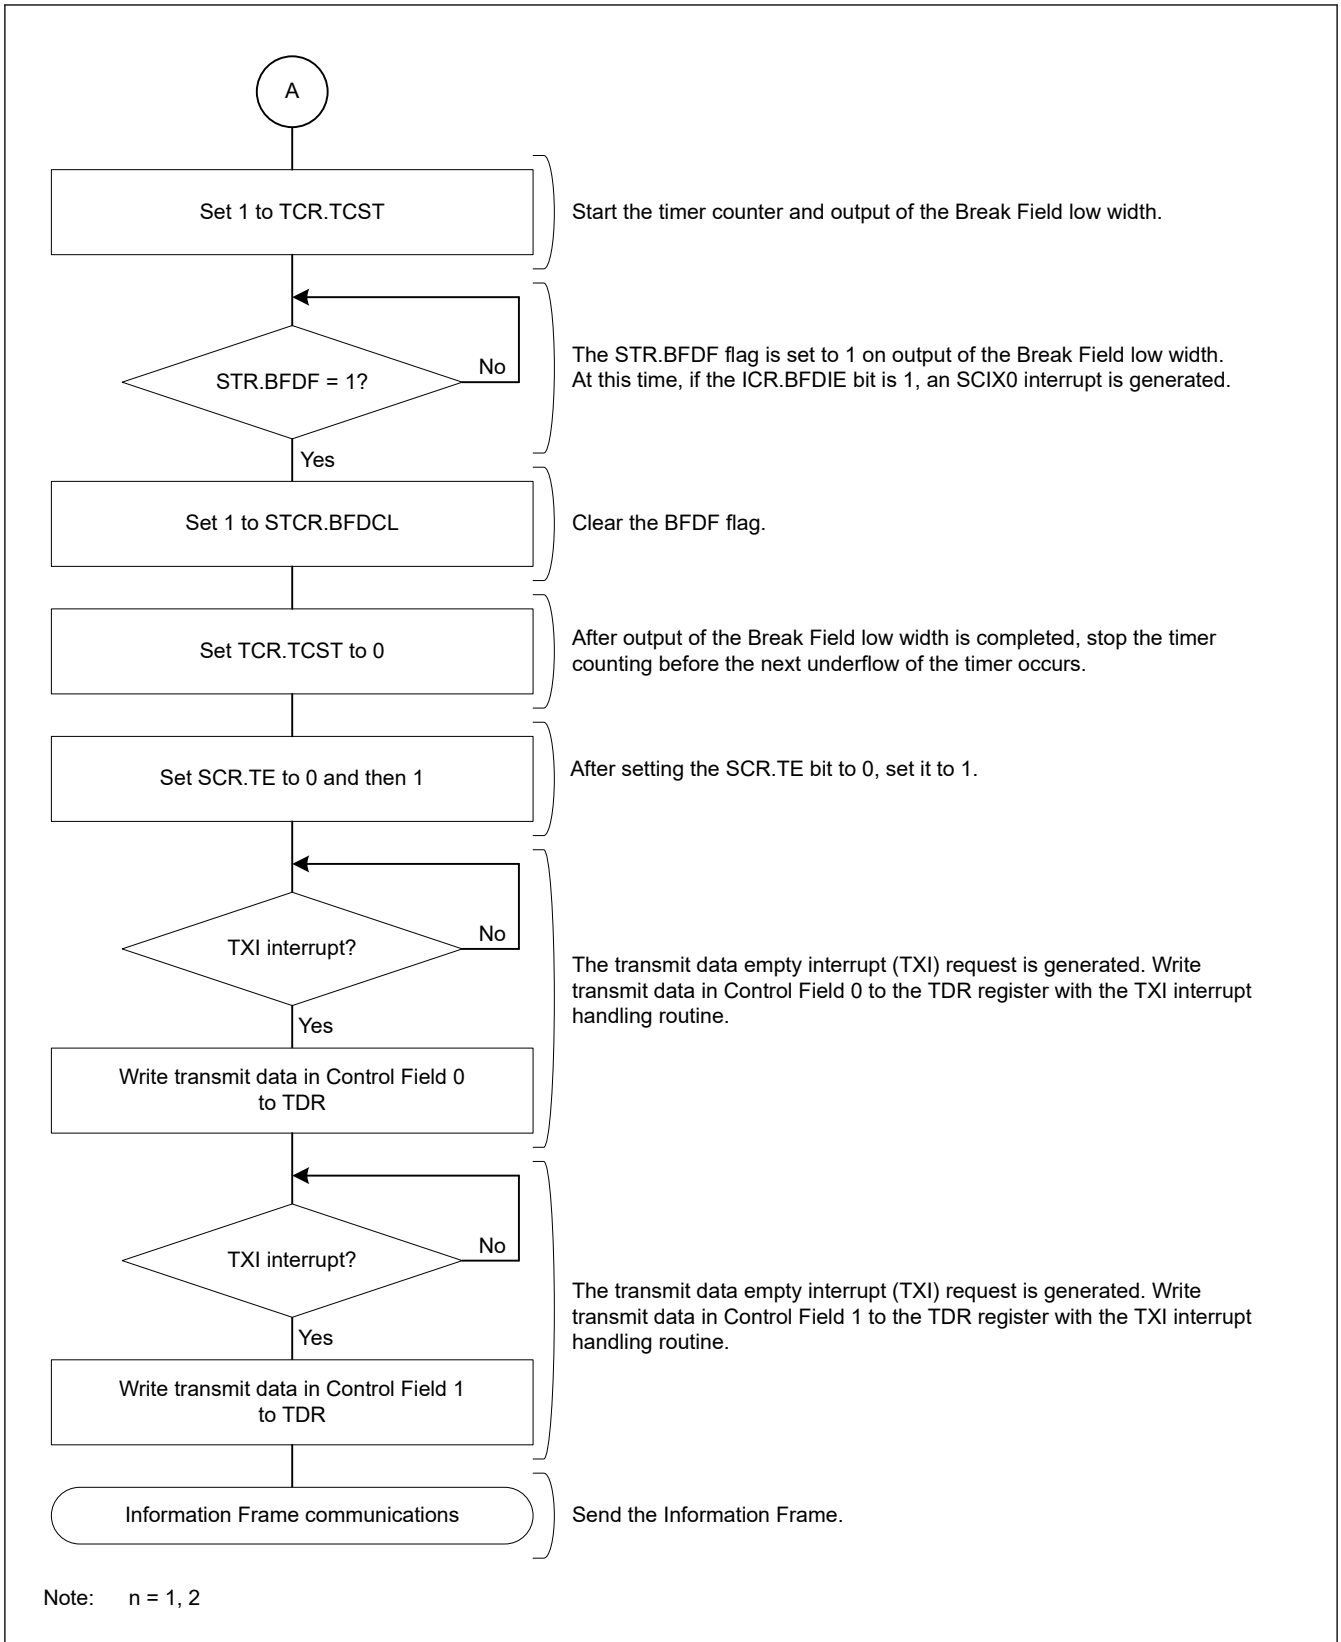 A
Set 1 to TCR.TCST
Start the timer counter and output of the Break Field low width.
No
STR.BFDF = 1?
The STR.BFDF flag is set to 1 on output of the Break Field low width.
At this time, if the ICR.BFDIE bit is 1, an SCIX0 interrupt is generated.
Yes
Set 1 to STCR.BFDCL
Clear the BFDF flag.
Set TCR.TCST to 0
After output of the Break Field low width is completed, stop the timer
counting before the next underflow of the timer occurs.
Set SCR.TE to 0 and then 1
After setting the SCR.TE bit to 0, set it to 1.
No
TXI interrupt?
Yes
The transmit data empty interrupt (TXI) request is generated. Write
transmit data in Control Field 0 to the TDR register with the TXI interrupt
handling routine.
Write transmit data in Control Field 0
to TDR
No
TXI interrupt?
Yes
The transmit data empty interrupt (TXI) request is generated. Write
transmit data in Control Field 1 to the TDR register with the TXI interrupt
handling routine.
Write transmit data in Control Field 1
to TDR
Information Frame communications
Send the Information Frame.
Note: n = 1, 2